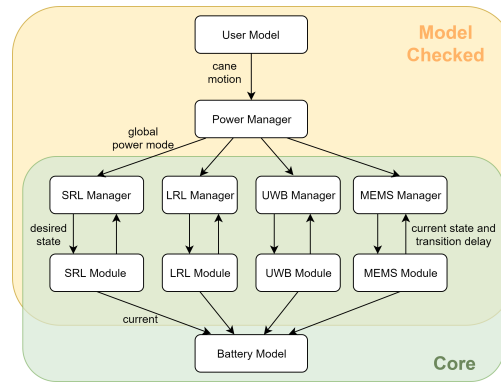 User Model
Model
Checked
cane
motion
Power Manager
global
power mode
SRL Manager
LRL Manager
UWB Manager
MEMS Manager
desired
state
current state and
transition delay
SRL Module
LRL Module
UWB Module
MEMS Module
current
Battery Model
Core